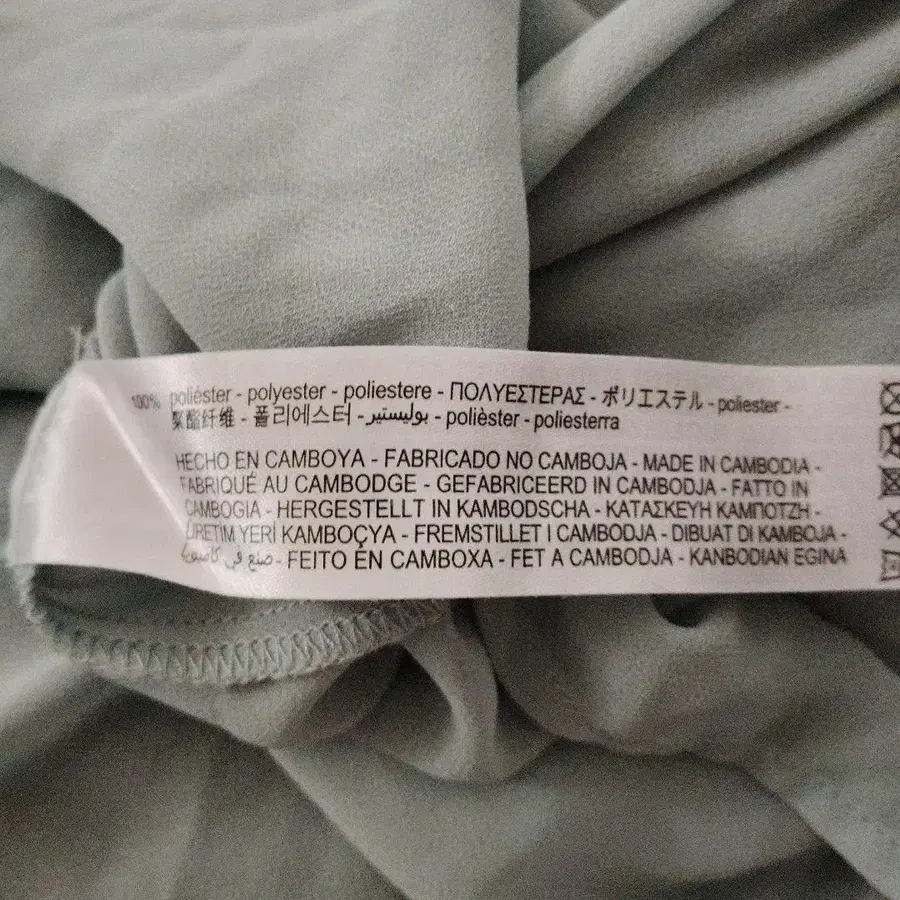 100% poliéster - polyester - poliestere - ΠΟΛΥΕΣΤΕΡΑΣ - ポリエステル - poliester -
聚酯纤维 - 폴리에스터 - بوليستير - polièster - poliesterra
HECHO EN CAMBOYA - FABRICADO NO CAMBOJA - MADE IN CAMBODIA -
FABRIQUÉ AU CAMBODGE - GEFABRICEERD IN CAMBODJA - FATTO IN
CAMBOGIA - HERGESTELLT IN KAMBODSCHA - ΚΑΤΑΣΚΕΥΗ ΚΑΜΠΟΤΖΗ -
ÜRETİM YERİ KAMBOÇYA - FREMSTILLET I CAMBODJA - DIBUAT DI KAMBOJA -
صنع في كامبوديا - FEITO EN CAMBOXA - FET A CAMBODJA - KANBODIAN EGINA